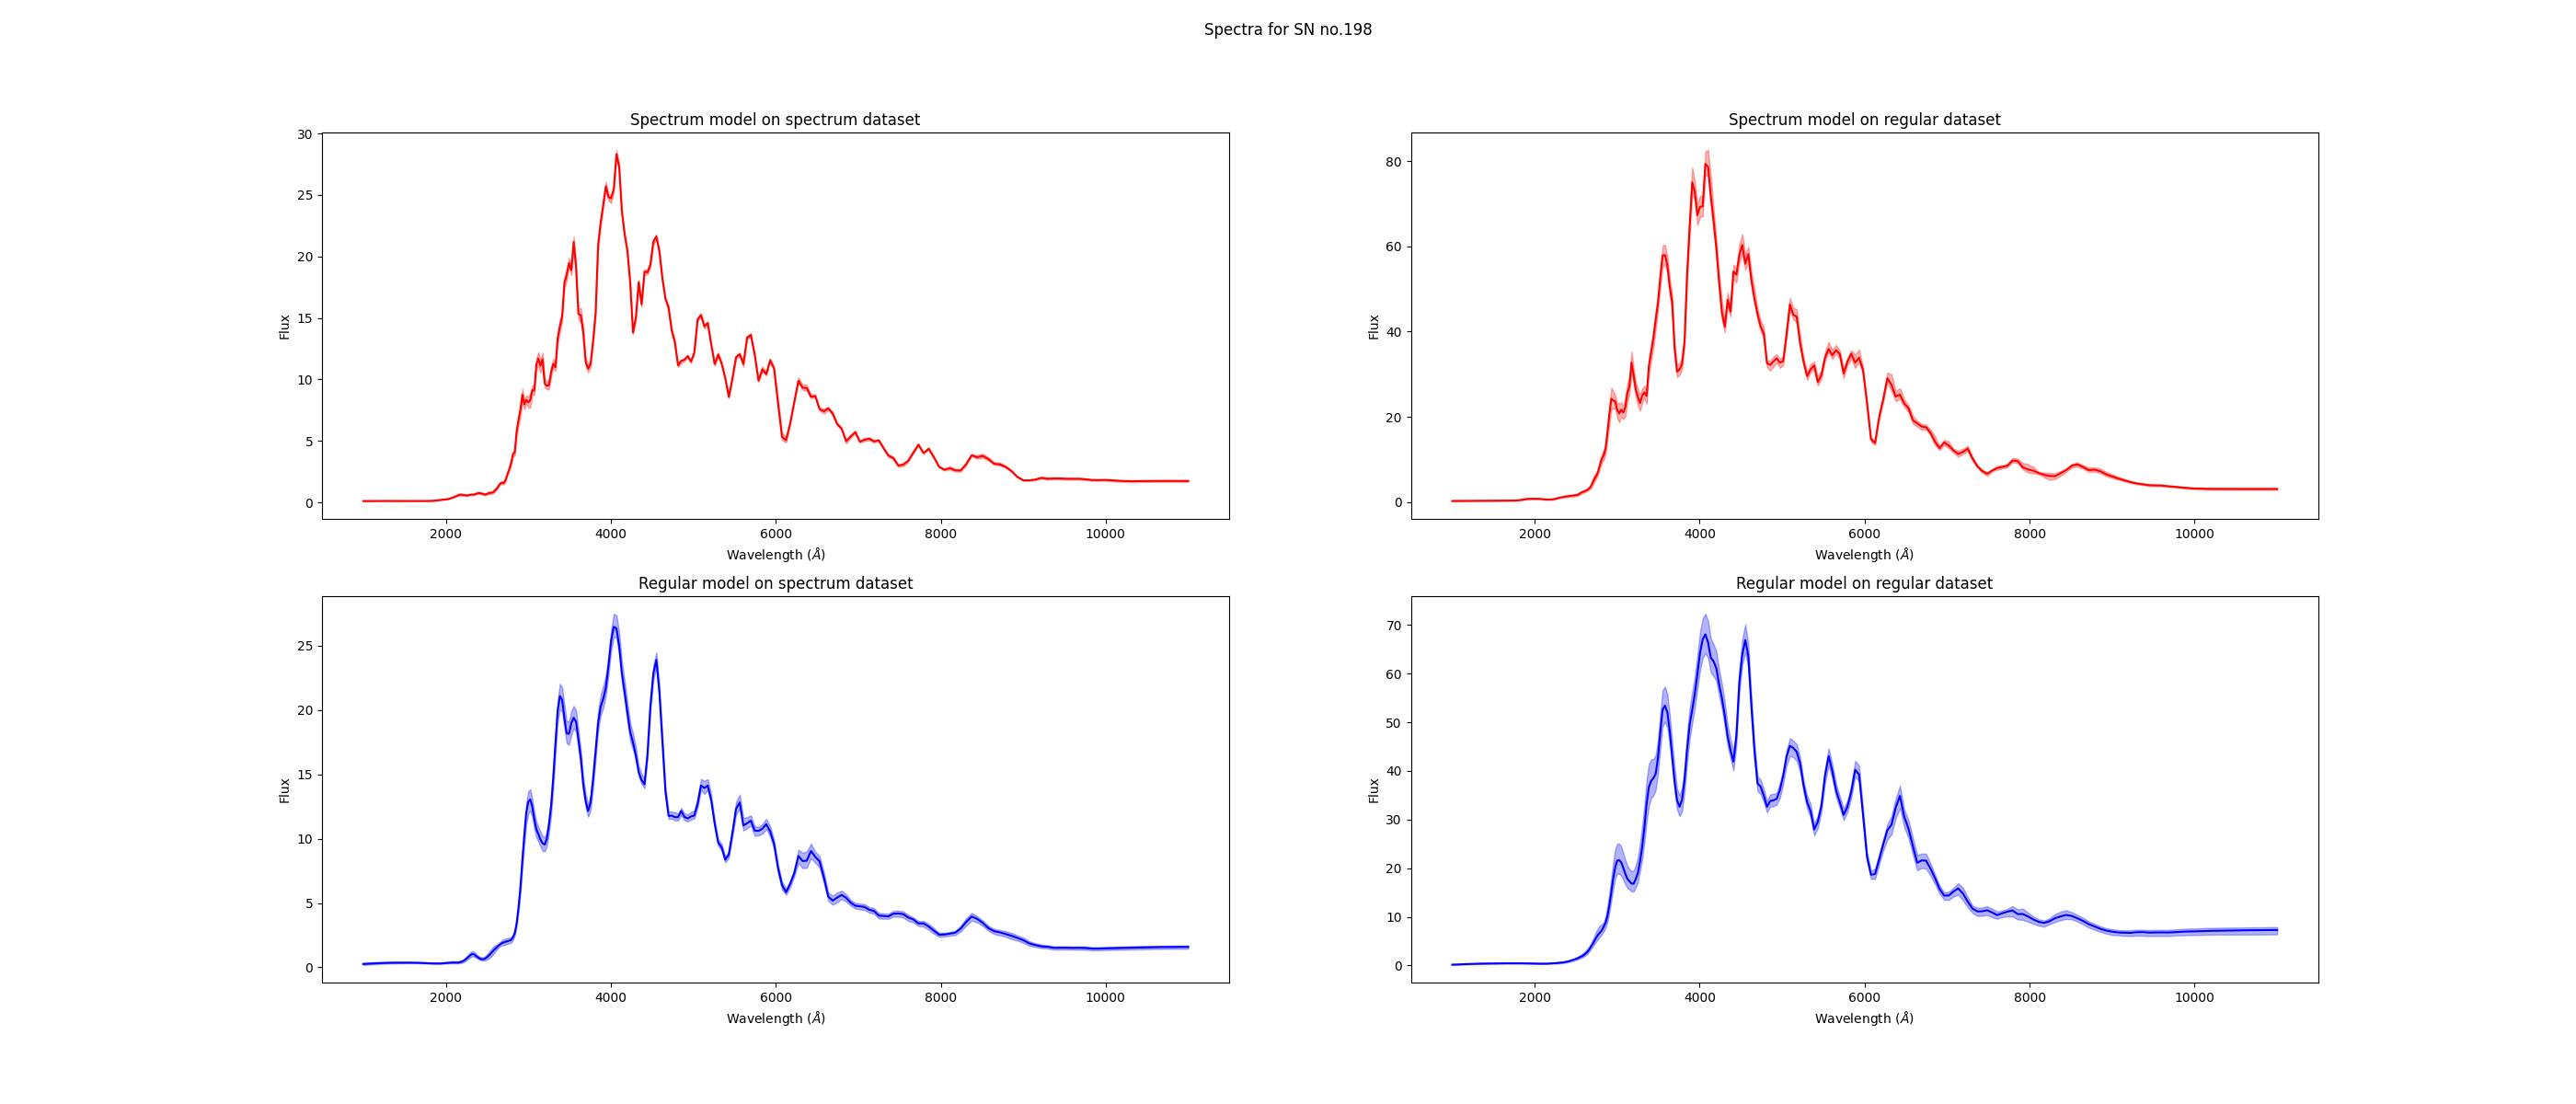 Spectra for SN no.198
Spectrum model on spectrum dataset
30
25
20
15
10
5
0
Flux
2000 4000 6000 8000 10000
Wavelength (Å)
Spectrum model on regular dataset
80
60
40
20
0
Flux
2000 4000 6000 8000 10000
Wavelength (Å)
Regular model on spectrum dataset
25
20
15
10
5
0
Flux
2000 4000 6000 8000 10000
Wavelength (Å)
Regular model on regular dataset
70
60
50
40
30
20
10
0
Flux
2000 4000 6000 8000 10000
Wavelength (Å)